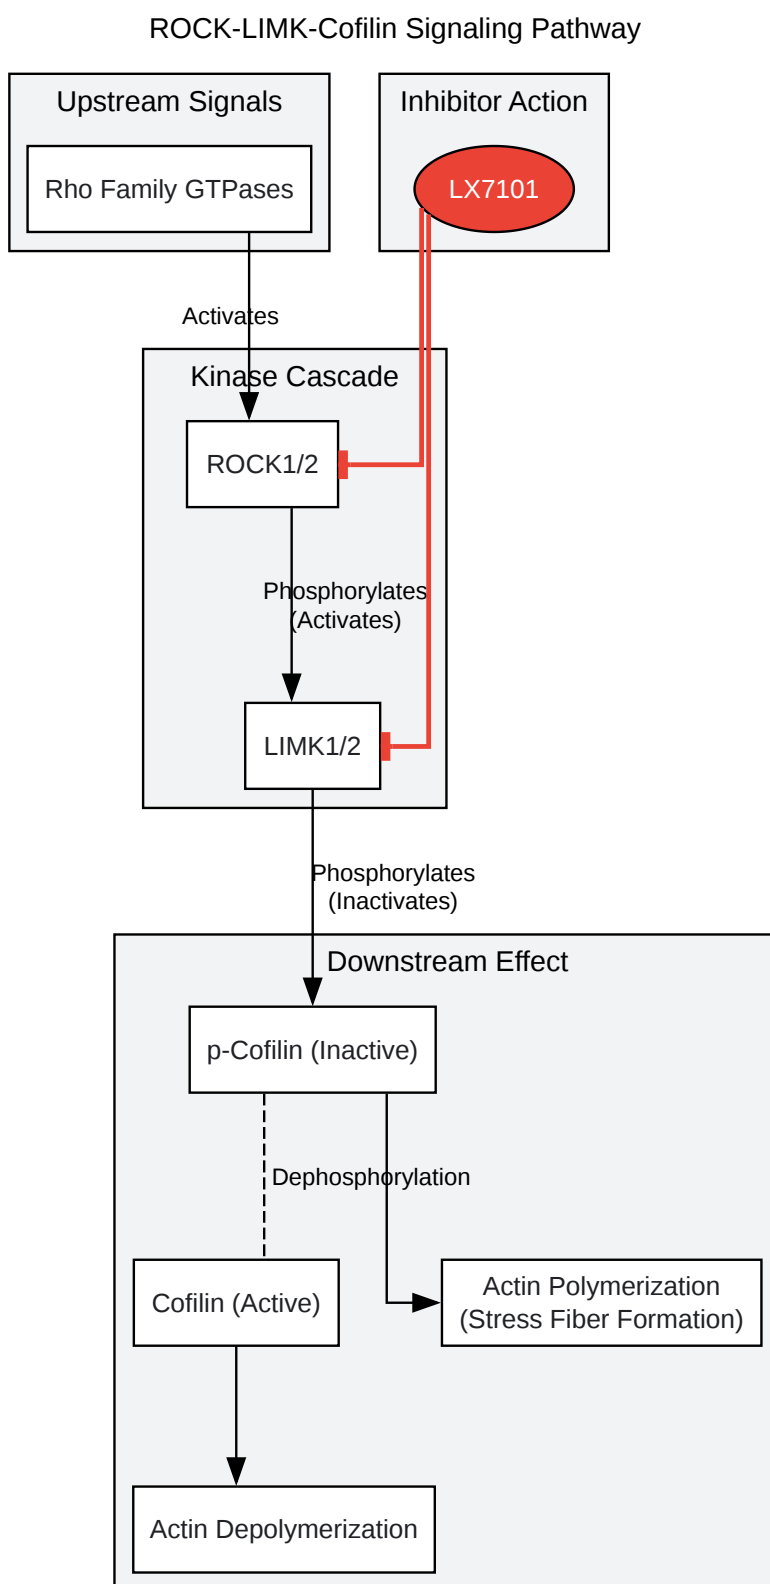 ROCK-LIMK-Cofilin Signaling Pathway
Upstream Signals
Inhibitor Action
Rho Family GTPases
LX7101
Activates
Kinase Cascade
ROCK1/2
Phosphorylates
(Activates)
LIMK1/2
Phosphorylates
(Inactivates)
Downstream Effect
p-Cofilin (Inactive)
Dephosphorylation
Cofilin (Active)
Actin Polymerization
(Stress Fiber Formation)
Actin Depolymerization